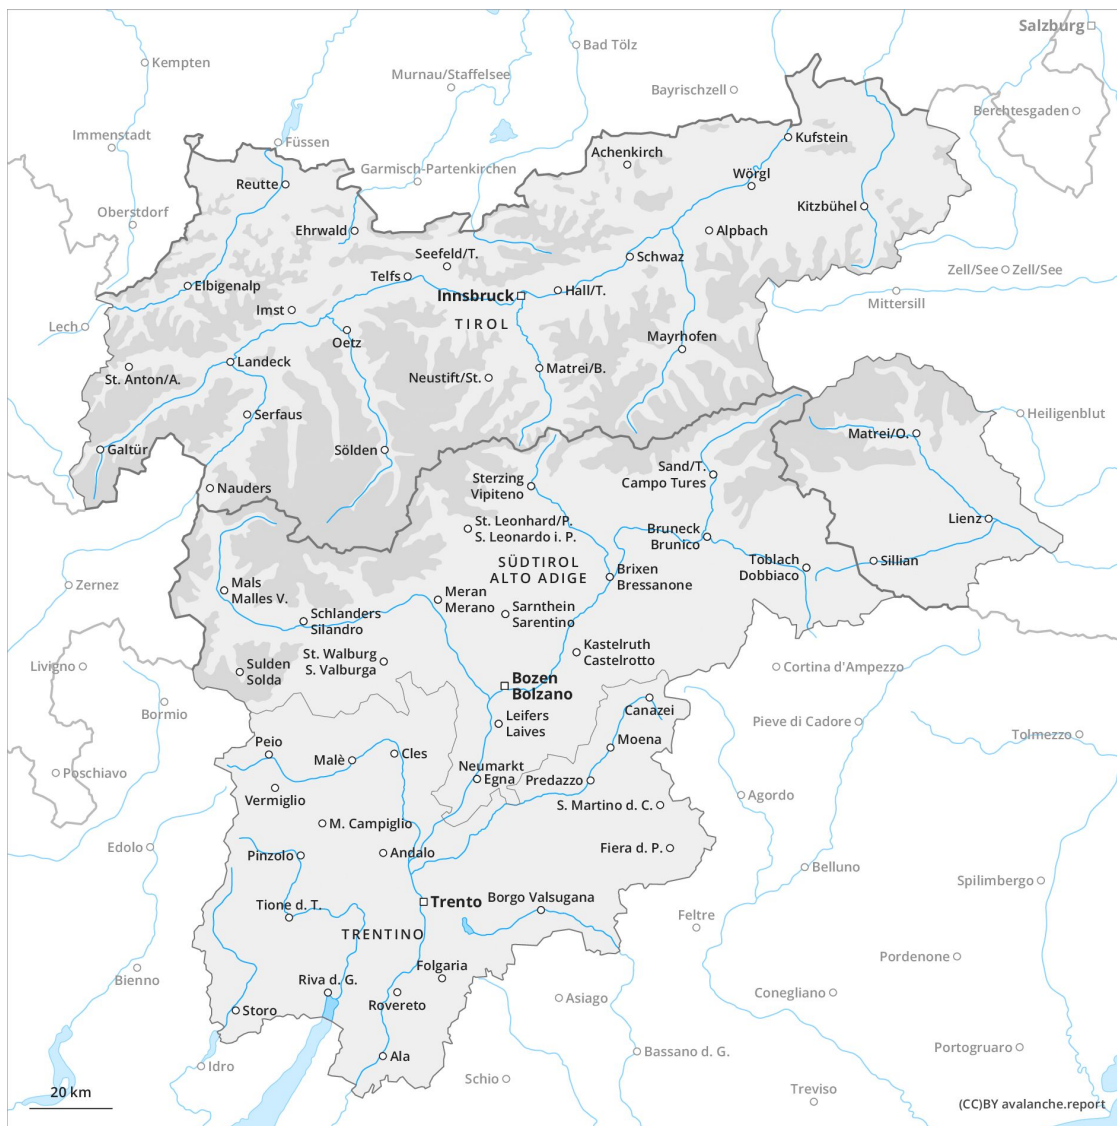 Salzburg
Bad Tölz
Kempten
Murnau/Staffelsee
Bayrischzell
Berchtesgaden
Immenstadt
Füssen
Kufstein
Achenkirch
Garmisch-Partenkirchen
Wörgl
Reutte
Kitzbühel
Oberstdorf
Ehrwald
Alpbach
Seefeld/T.
Schwaz
Zell/See
Zell/See
Telfs
Elbigenalp
Hall/T.
Innsbruck
Mittersill
Imst
TIROL
Lech
Oetz
Mayrhofen
Landeck
Matrei/B.
St. Anton/A.
Neustift/St.
Serfaus
Heiligenblut
Matrei/O.
Galtür
Sölden
Sand/T.
Campo Tures
Sterzing
Vipiteno
Nauders
Lienz
St. Leonhard/P.
S. Leonardo i. P.
Bruneck
Brunico
SÜDTIROL
ALTO ADIGE
Toblach
Dobbiaco
Sillian
Brixen
Bressanone
Zernez
Mals
Malles V.
Meran
Merano
Schlanders
Silandro
Sarnthein
Sarentino
Kastelruth
Castelrotto
St. Walburg
S. Valburga
Livigno
Sulden
Solda
Cortina d'Ampezzo
Bozen
Bolzano
Bormio
Canazei
Leifers
Laives
Pieve di Cadore
Tolmezzo
Peio
Malè
Cles
Moena
Poschiavo
Neumarkt
Egna
Predazzo
Vermiglio
S. Martino d. C.
Agordo
M. Campiglio
Edolo
Pinzolo
Andalo
Fiera d. P.
Belluno
Spilimbergo
Tione d. T.
Trento
Borgo Valsugana
Feltre
TRENTINO
Pordenone
Bienno
Folgaria
Riva d. G.
Rovereto
Asiago
Conegliano
Storo
Ala
Bassano d. G.
Portogruaro
Idro
Schio
Treviso
20 km
(CC)BY avalanche.report